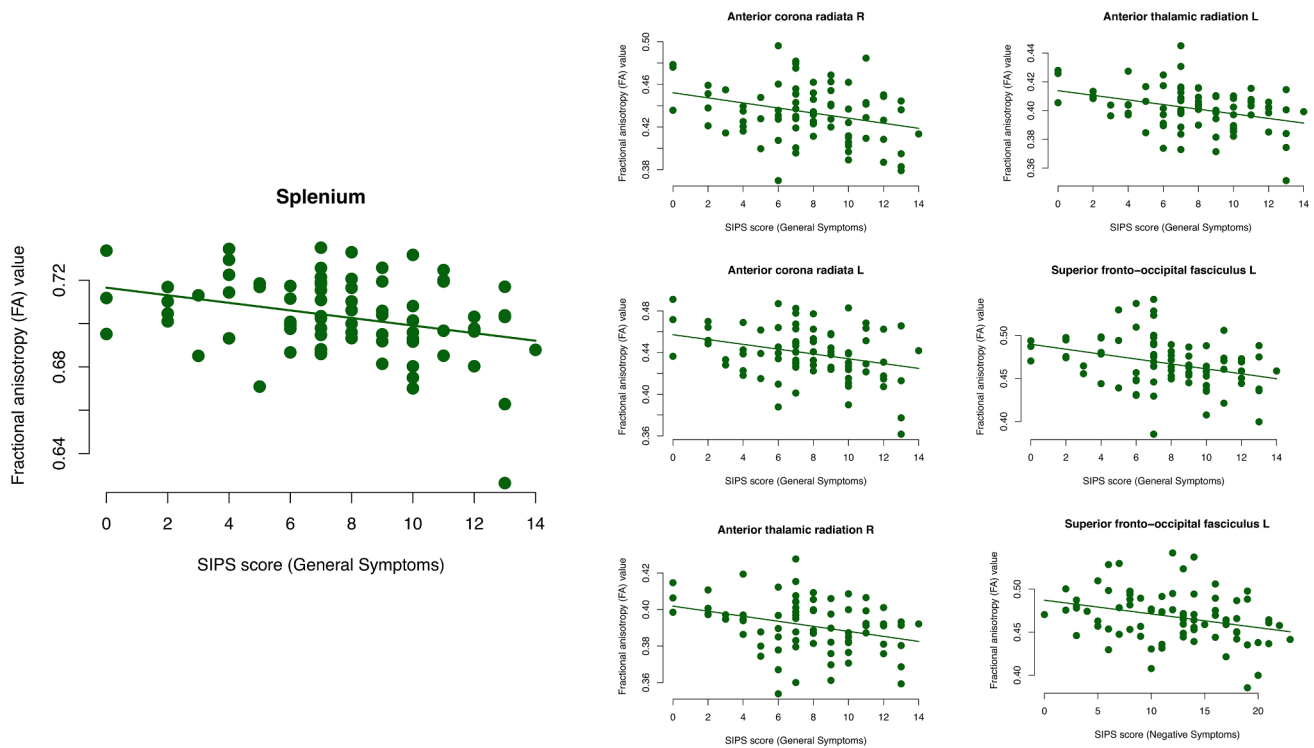 Splenium
Fractional anisotropy (FA) value
0.64 0.68 0.72
0 2 4 6 8 10 12 14
SIPS score (General Symptoms)
Anterior corona radiata R
Fractional anisotropy (FA) value
0.38 0.42 0.46 0.50
0 2 4 6 8 10 12 14
SIPS score (General Symptoms)
Anterior thalamic radiation L
Fractional anisotropy (FA) value
0.36 0.38 0.40 0.42 0.44
0 2 4 6 8 10 12 14
SIPS score (General Symptoms)
Anterior corona radiata L
Fractional anisotropy (FA) value
0.36 0.40 0.44 0.48
0 2 4 6 8 10 12 14
SIPS score (General Symptoms)
Superior fronto−occipital fasciculus L
Fractional anisotropy (FA) value
0.40 0.45 0.50
0 2 4 6 8 10 12 14
SIPS score (General Symptoms)
Anterior thalamic radiation R
Fractional anisotropy (FA) value
0.36 0.38 0.40 0.42
0 2 4 6 8 10 12 14
SIPS score (General Symptoms)
Superior fronto−occipital fasciculus L
Fractional anisotropy (FA) value
0.40 0.45 0.50
0 5 10 15 20
SIPS score (Negative Symptoms)